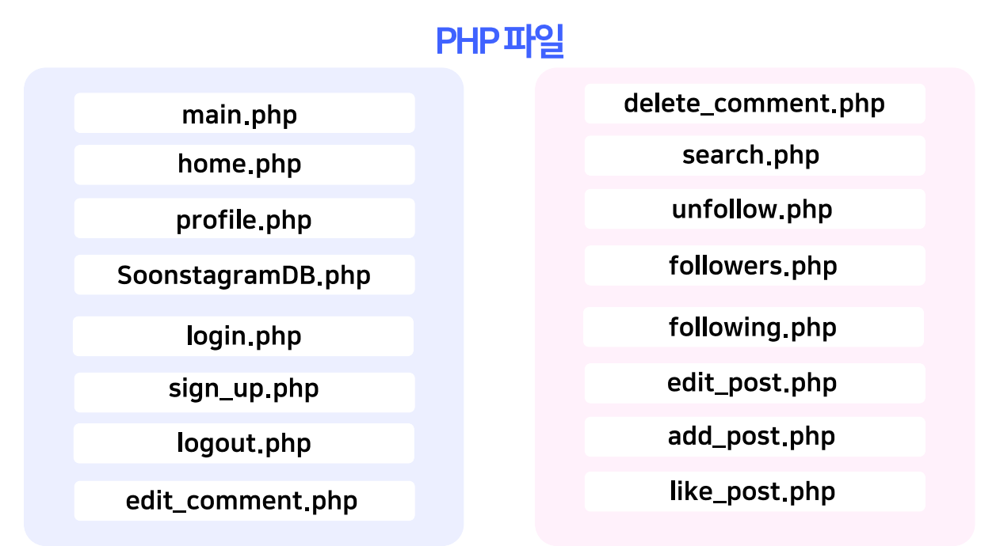 PHP 파일
main.php
home.php
profile.php
SoonstagramDB.php
login.php
sign_up.php
logout.php
edit_comment.php
delete_comment.php
search.php
unfollow.php
followers.php
following.php
edit_post.php
add_post.php
like_post.php